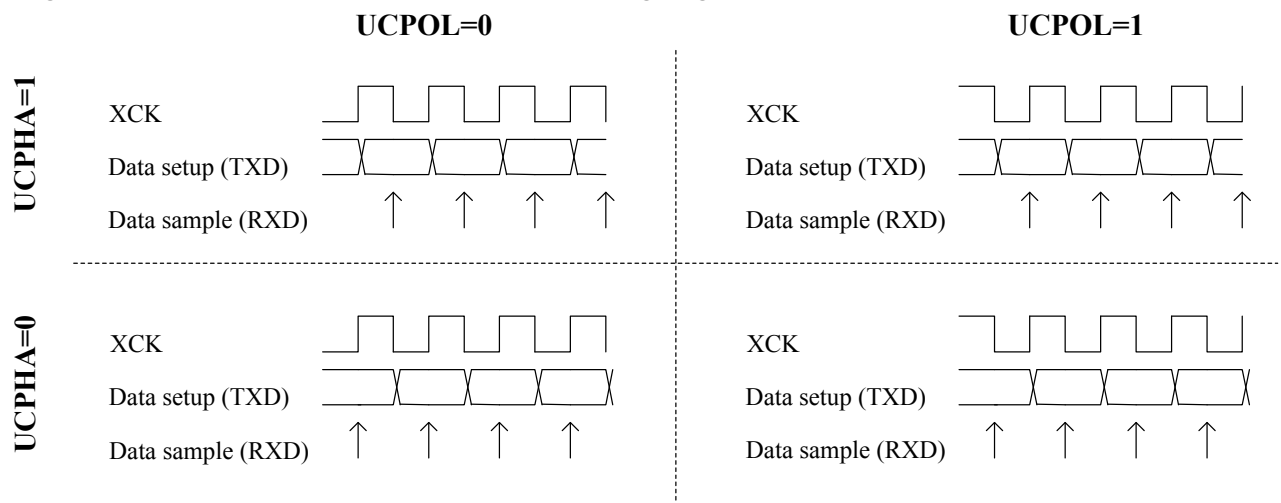 UCPOL=0
UCPOL=1
UCPHA=1
XCK
Data setup (TXD)
Data sample (RXD)
XCK
Data setup (TXD)
Data sample (RXD)
UCPHA=0
XCK
Data setup (TXD)
Data sample (RXD)
XCK
Data setup (TXD)
Data sample (RXD)